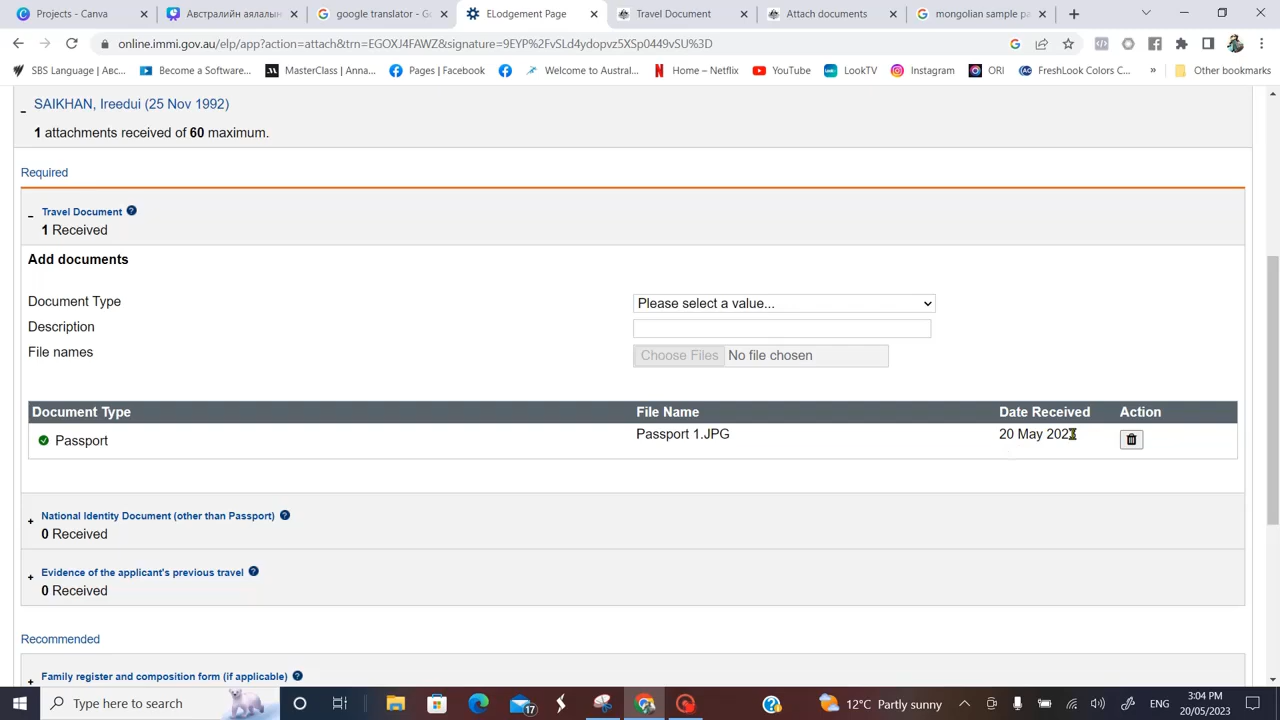 Projects - Canva
Австралийн аялалын
google translator - Go
ELodgement Page
Travel Document
Attach documents
mongolian sample pa
online.immi.gov.au/elp/app?action=attach&trn=EGOXJ4FAWZ&signature=9EYP%2FvSLd4ydopvz5XSp0449vSU%3D
SBS Language | Авс...
Become a Software...
MasterClass | Anna...
Pages | Facebook
Welcome to Austral...
Home – Netflix
YouTube
LookTV
Instagram
ORI
FreshLook Colors C...
»
Other bookmarks
SAIKHAN, Ireedui (25 Nov 1992)
1 attachments received of 60 maximum.
Required
Travel Document
1 Received
Add documents
Document Type
Please select a value...
Description
File names
Choose Files No file chosen
Document Type File Name Date Received Action
Passport Passport 1.JPG 20 May 202
National Identity Document (other than Passport)
0 Received
Evidence of the applicant's previous travel
0 Received
Recommended
Family register and composition form (if applicable)
Type here to search
17
12°C Partly sunny
ENG
3:04 PM
20/05/2023